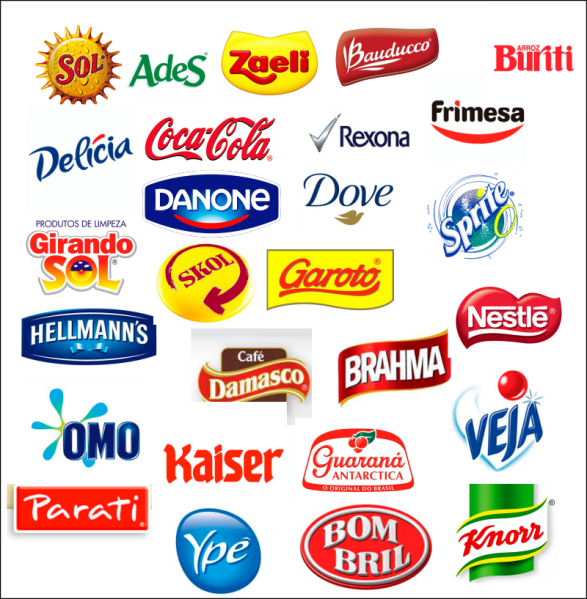 SOL
AdeS
Zaeli
Bauducco
ARROZ
Buriti
Delícia
Coca-Cola
Rexona
Frimesa
DANONE
Dove
Sprite
PRODUTOS DE LIMPEZA
Girando
SOL
SKOL
Garoto
Nestlé
HELLMANN'S
Café
Damasco
BRAHMA
OMO
Kaiser
Guaraná
ANTARCTICA
O ORIGINAL DO BRASIL
VEJA
Parati
Ypê
BOM
BRIL
Knorr